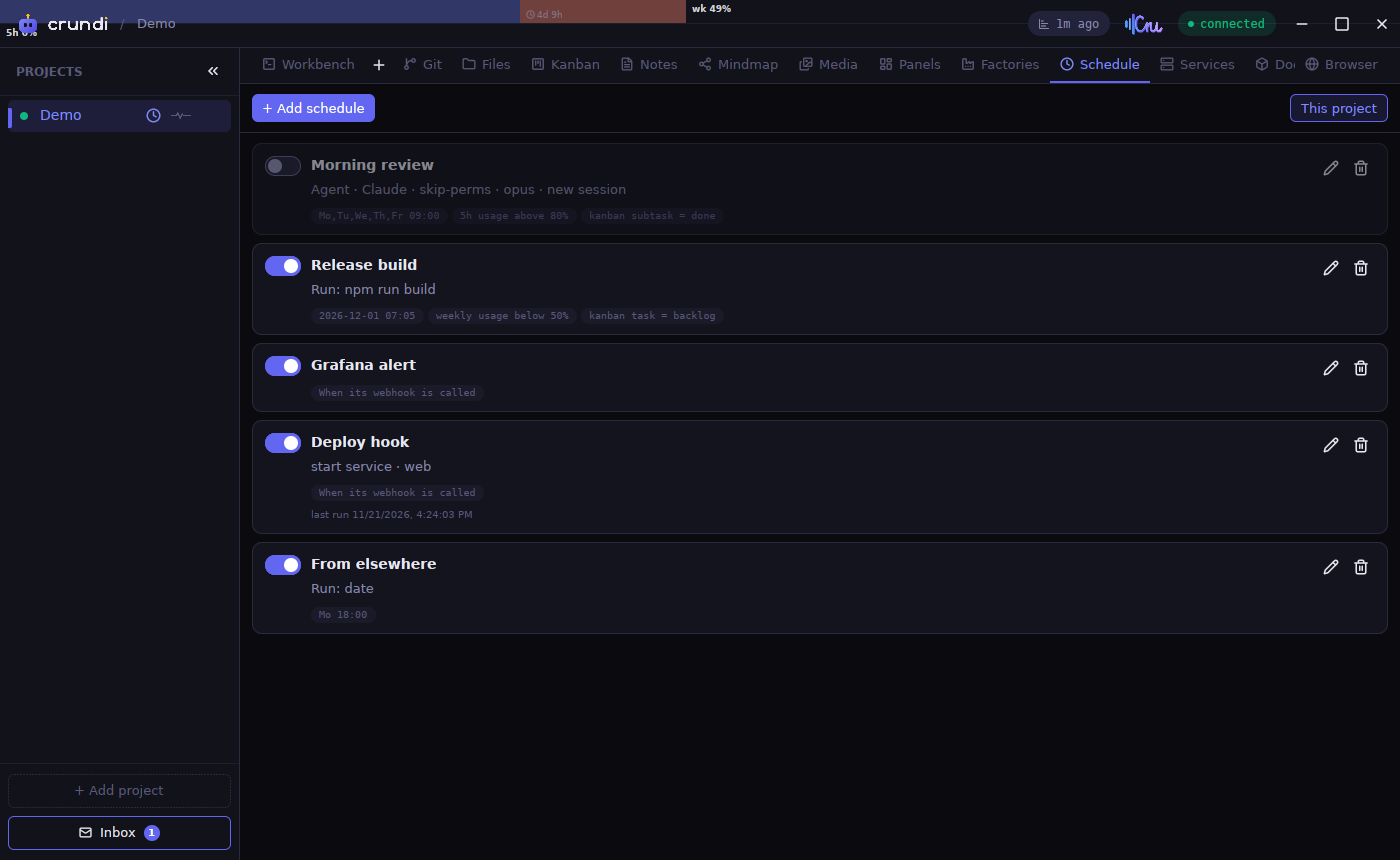 4d 9h
wk 49%
crundi / Demo
1m ago
connected
PROJECTS
Demo
Workbench
+
Git
Files
Kanban
Notes
Mindmap
Media
Panels
Factories
Schedule
Services
Browser
+ Add schedule
This project
Morning review
Agent · Claude · skip-perms · opus · new session
Mo,Tu,We,Th,Fr 09:00
5h usage above 80%
kanban subtask = done
Release build
Run: npm run build
2026-12-01 07:05
weekly usage below 50%
kanban task = backlog
Grafana alert
When its webhook is called
Deploy hook
start service · web
When its webhook is called
last run 11/21/2026, 4:24:03 PM
From elsewhere
Run: date
Mo 18:00
+ Add project
Inbox 1